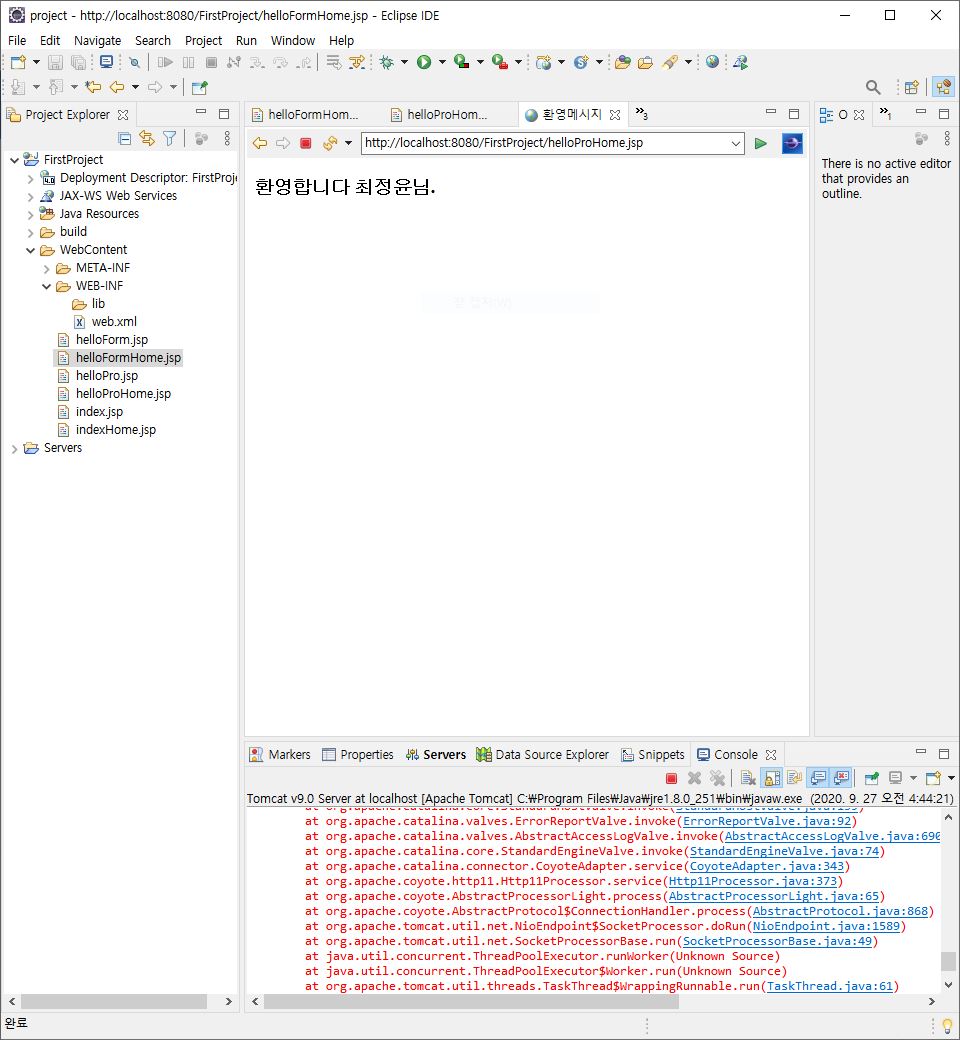 project - http://localhost:8080/FirstProject/helloFormHome.jsp - Eclipse IDE
File Edit Navigate Search Project Run Window Help
Project Explorer
FirstProject
Deployment Descriptor: FirstProje
JAX-WS Web Services
Java Resources
build
WebContent
META-INF
WEB-INF
lib
web.xml
helloForm.jsp
helloFormHome.jsp
helloPro.jsp
helloProHome.jsp
index.jsp
indexHome.jsp
Servers
helloFormHom... helloProHom... 환영메시지 »3
http://localhost:8080/FirstProject/helloProHome.jsp
환영합니다 최정윤님.
O »1
There is no active editor
that provides an
outline.
Markers Properties Servers Data Source Explorer Snippets Console
Tomcat v9.0 Server at localhost [Apache Tomcat] C:₩Program Files₩Java₩jre1.8.0_251₩bin₩javaw.exe (2020. 9. 27 오전 4:44:21)
at org.apache.catalina.valves.ErrorReportValve.invoke(ErrorReportValve.java:92)
at org.apache.catalina.valves.AbstractAccessLogValve.invoke(AbstractAccessLogValve.java:690
at org.apache.catalina.core.StandardEngineValve.invoke(StandardEngineValve.java:74)
at org.apache.catalina.connector.CoyoteAdapter.service(CoyoteAdapter.java:343)
at org.apache.coyote.http11.Http11Processor.service(Http11Processor.java:373)
at org.apache.coyote.AbstractProcessorLight.process(AbstractProcessorLight.java:65)
at org.apache.coyote.AbstractProtocol$ConnectionHandler.process(AbstractProtocol.java:868)
at org.apache.tomcat.util.net.NioEndpoint$SocketProcessor.doRun(NioEndpoint.java:1589)
at org.apache.tomcat.util.net.SocketProcessorBase.run(SocketProcessorBase.java:49)
at java.util.concurrent.ThreadPoolExecutor.runWorker(Unknown Source)
at java.util.concurrent.ThreadPoolExecutor$Worker.run(Unknown Source)
at org.apache.tomcat.util.threads.TaskThread$WrappingRunnable.run(TaskThread.java:61)
완료